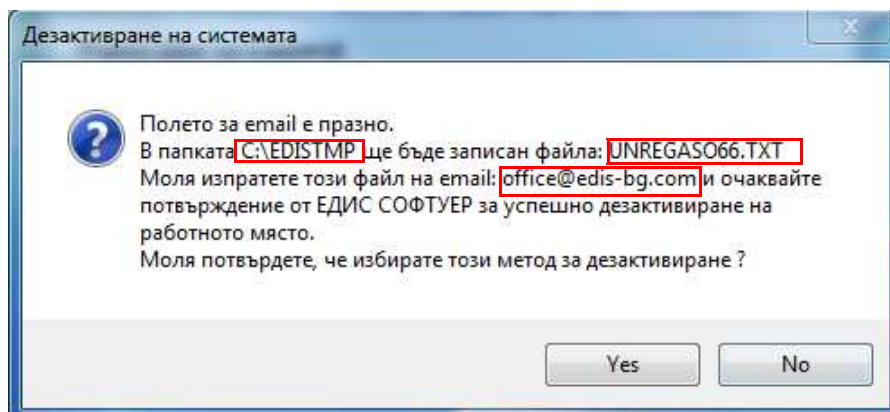 Дезактивране на системата
Полето за email е празно.
В папката C:\EDISTMP ще бъде записан файла: UNREGASO66.TXT
Моля изпратете този файл на email: office@edis-bg.com и очаквайте
потвърждение от ЕДИС СОФТУЕР за успешно дезактивиране на
работното място.
Моля потвърдете, че избирате този метод за дезактивиране ?
Yes
No